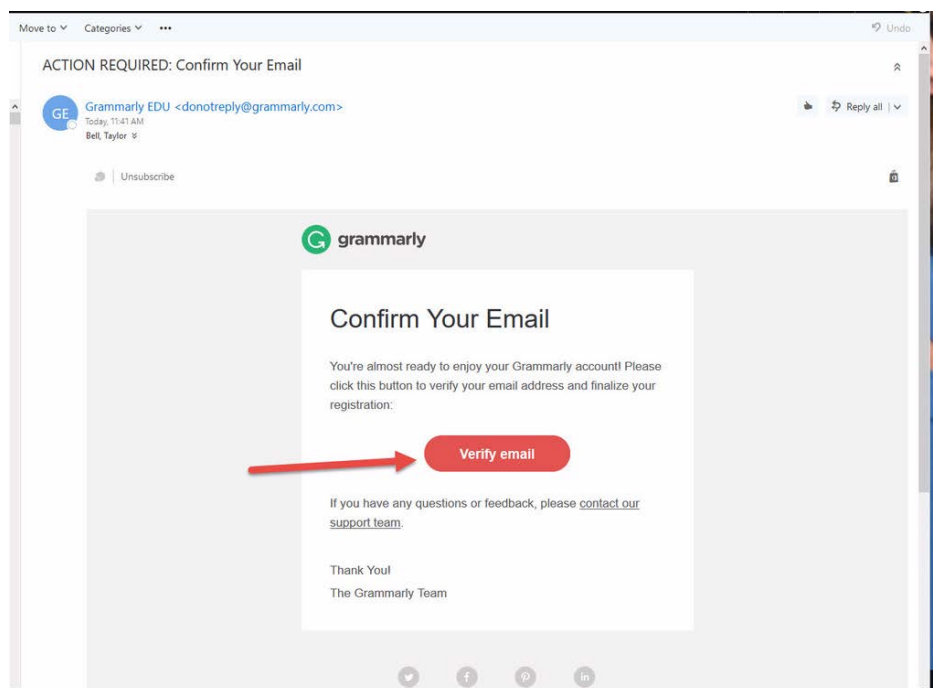 Move to Categories ••• Undo
ACTION REQUIRED: Confirm Your Email
GE Grammarly EDU <donotreply@grammarly.com> Reply all
Today, 11:41 AM
Bell, Taylor
Unsubscribe
grammarly
Confirm Your Email
You're almost ready to enjoy your Grammarly account! Please
click this button to verify your email address and finalize your
registration:
Verify email
If you have any questions or feedback, please contact our
support team.
Thank You!
The Grammarly Team